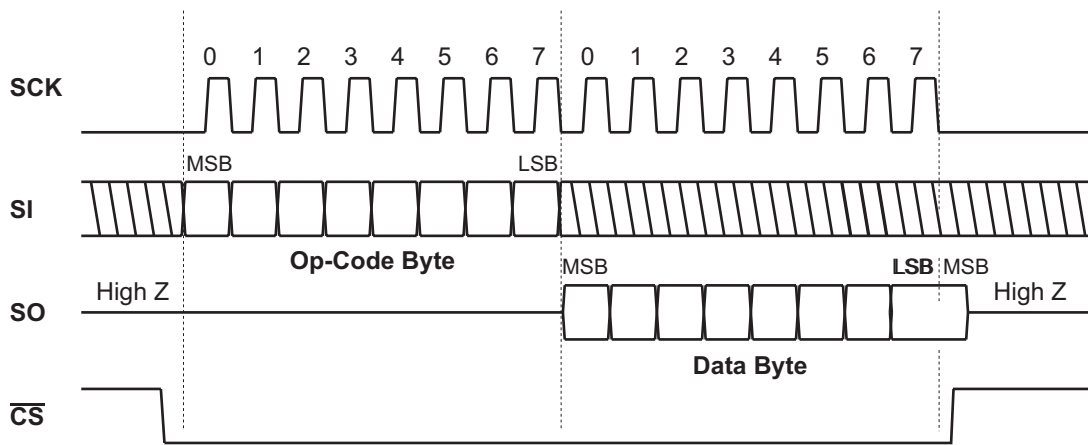 0 1 2 3 4 5 6 7 0 1 2 3 4 5 6 7
SCK
MSB LSB
SI
Op-Code Byte
MSB LSB MSB
High Z High Z
SO
Data Byte
CS